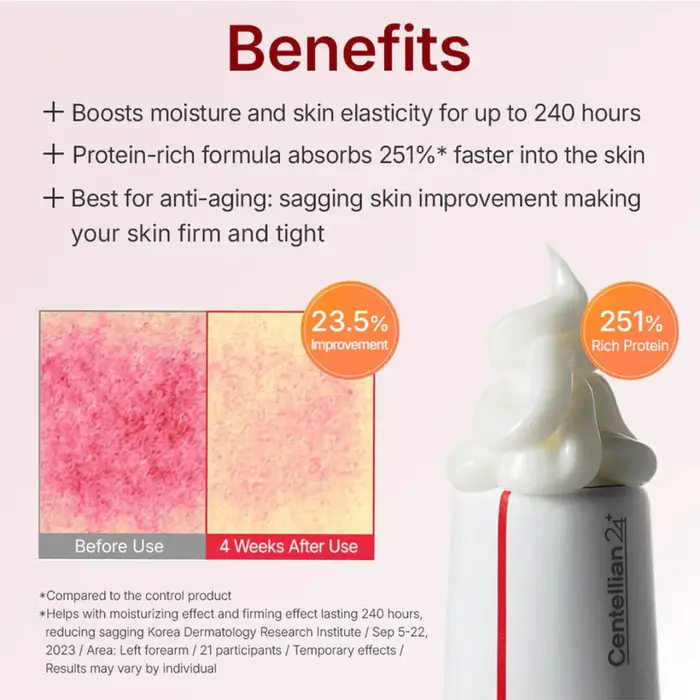 Benefits
+ Boosts moisture and skin elasticity for up to 240 hours
+ Protein-rich formula absorbs 251%* faster into the skin
+ Best for anti-aging: sagging skin improvement making
your skin firm and tight
23.5%
Improvement
251%
Rich Protein
Before Use
4 Weeks After Use
Centellian 24+
*Compared to the control product
*Helps with moisturizing effect and firming effect lasting 240 hours,
reducing sagging Korea Dermatology Research Institute / Sep 5-22,
2023 / Area: Left forearm / 21 participants / Temporary effects /
Results may vary by individual